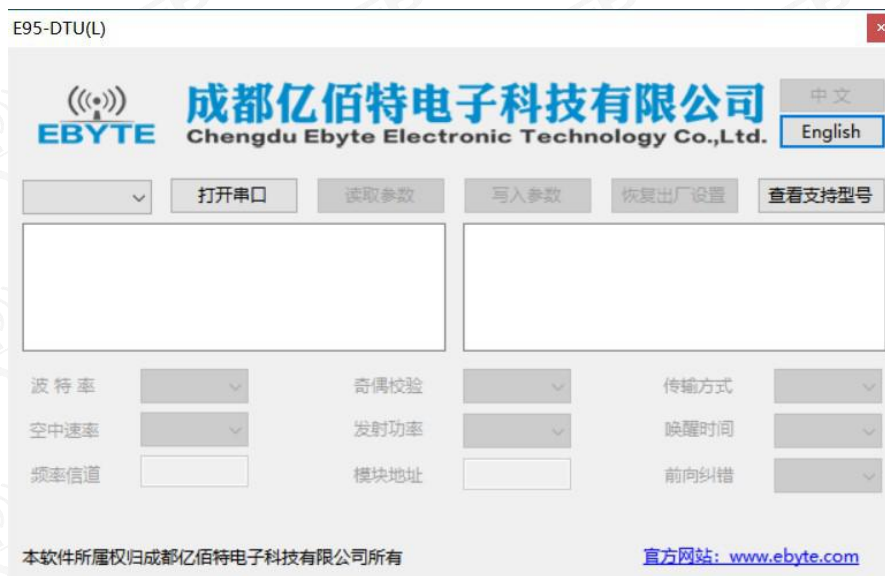 E95-DTU(L)
成都亿佰特电子科技有限公司
EBYTE
Chengdu Ebyte Electronic Technology Co.,Ltd.
中 文
English
打开串口 读取参数 写入参数 恢复出厂设置 查看支持型号
波 特 率 奇偶校验 传输方式
空中速率 发射功率 唤醒时间
频率信道 模块地址 前向纠错
本软件所属权归成都亿佰特电子科技有限公司所有 官方网站：www.ebyte.com